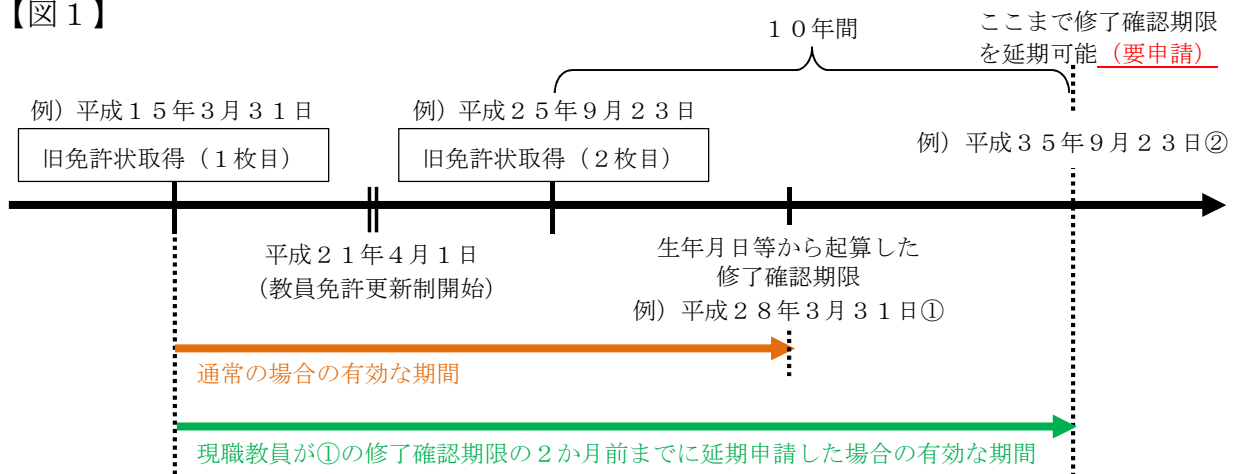 【図１】
１０年間
ここまで修了確認期限
を延期可能（要申請）
例）平成１５年３月３１日
旧免許状取得（１枚目）
例）平成２５年９月２３日
旧免許状取得（２枚目）
例）平成３５年９月２３日②
平成２１年４月１日
（教員免許更新制開始）
生年月日等から起算した
修了確認期限
例）平成２８年３月３１日①
通常の場合の有効な期間
現職教員が①の修了確認期限の２か月前までに延期申請した場合の有効な期間